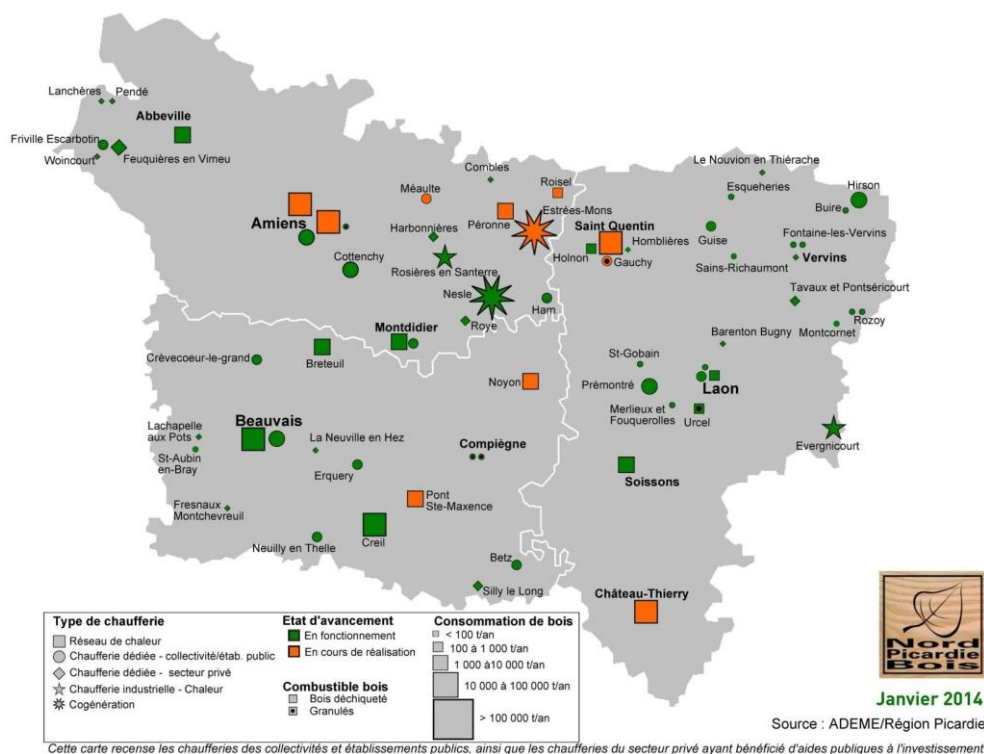 Lanchères
Pendé
Abbeville
Friville Escarbotin
Woincourt
Feuquières en Vimeu
Combles
Le Nouvion en Thiérache
Méaulte
Roisel
Esqueheries
Hirson
Buire
Amiens
Harbonnières
Péronne
Estrées-Mons
Saint Quentin
Homblières
Guise
Fontaine-les-Vervins
Cottenchy
Rosières en Santerre
Holnon
Gauchy
Sains-Richaumont
Vervins
Nesle
Ham
Tavaux et Pontséricourt
Roye
Montdidier
Rozoy
Montcornet
Barenton Bugny
Crèvecoeur-le-grand
Breteuil
St-Gobain
Noyon
Prémontré
Laon
Merlieux et
Fouquerolles
Urcel
Beauvais
Lachapelle
aux Pots
La Neuville en Hez
Compiègne
Evergnicourt
St-Aubin
en-Bray
Erquery
Soissons
Fresnaux
Montchevreuil
Pont
Ste-Maxence
Creil
Neuilly en Thelle
Betz
Silly le Long
Château-Thierry
Type de chaufferie
Réseau de chaleur
Chaufferie dédiée - collectivité/étab. public
Chaufferie dédiée - secteur privé
Chaufferie industrielle - Chaleur
Cogénération
Etat d'avancement
En fonctionnement
En cours de réalisation
Combustible bois
Bois déchiqueté
Granulés
Consommation de bois
< 100 t/an
100 à 1 000 t/an
1 000 à10 000 t/an
10 000 à 100 000 t/an
> 100 000 t/an
Nord
Picardie
Bois
Janvier 2014
Source : ADEME/Région Picardie
Cette carte recense les chaufferies des collectivités et établissements publics, ainsi que les chaufferies du secteur privé ayant bénéficié d'aides publiques à l'investissement